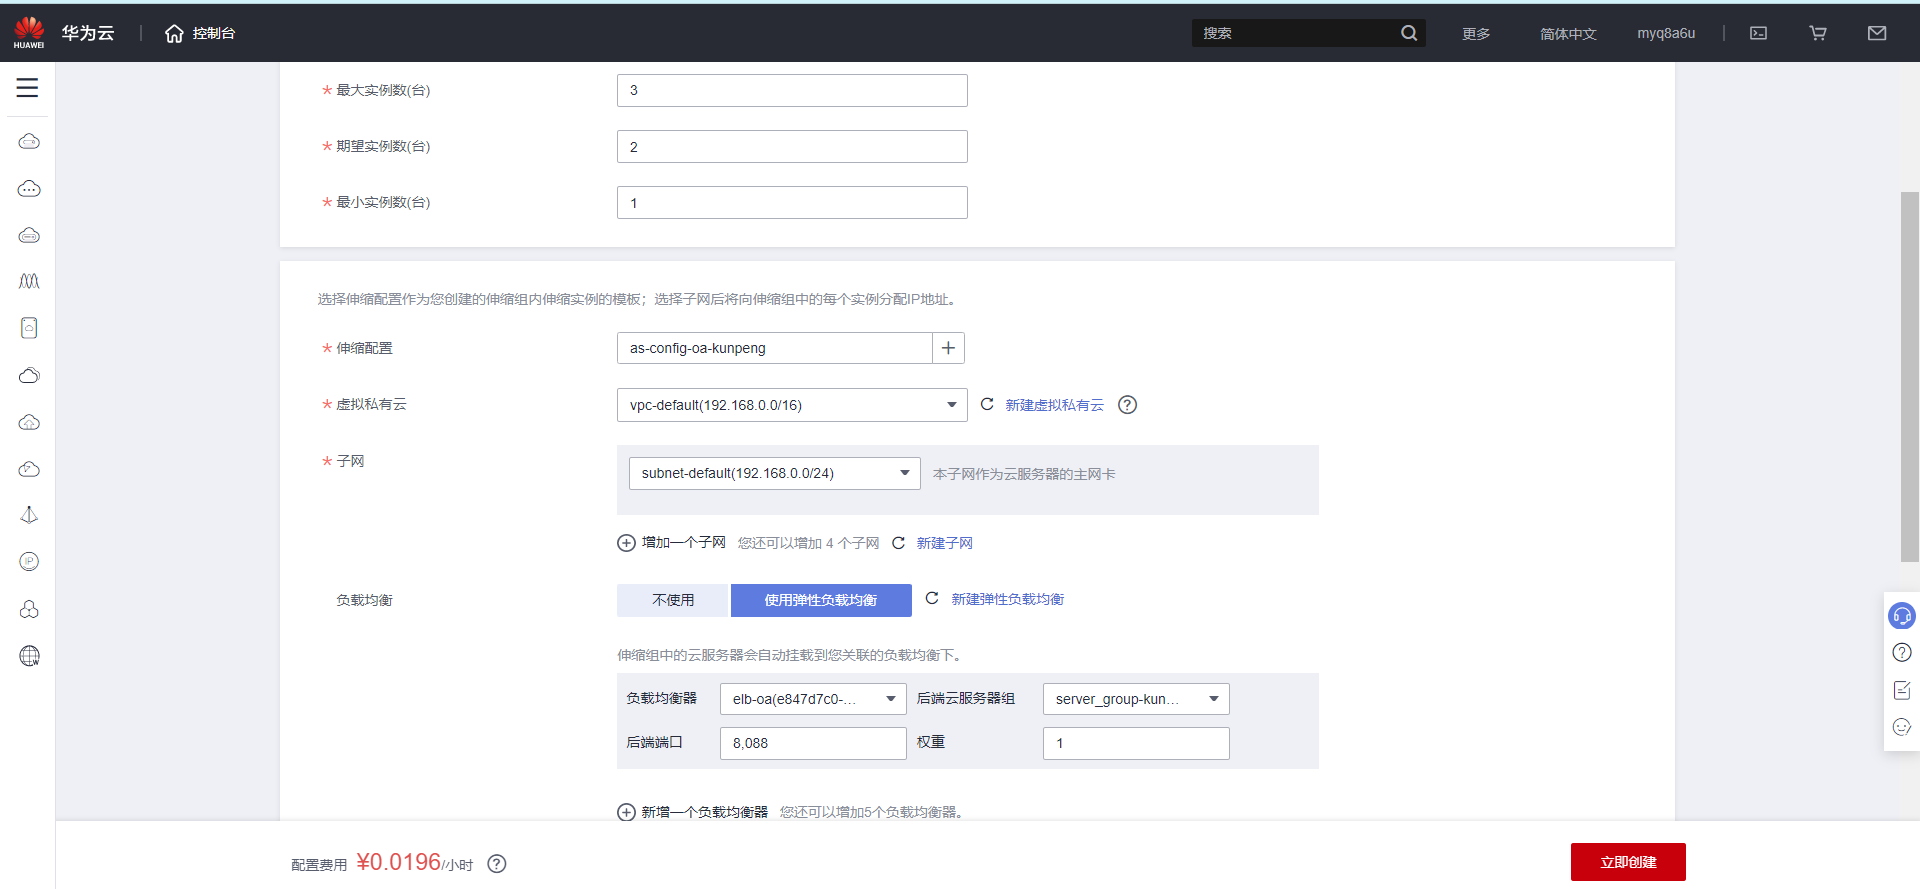 HUAWEI 华为云 控制台 搜索 更多 简体中文 myq8a6u
* 最大实例数(台) 3
* 期望实例数(台) 2
* 最小实例数(台) 1
选择伸缩配置作为您创建的伸缩组内伸缩实例的模板；选择子网后将向伸缩组中的每个实例分配IP地址。
* 伸缩配置 as-config-oa-kunpeng
* 虚拟私有云 vpc-default(192.168.0.0/16) 新建虚拟私有云
* 子网 subnet-default(192.168.0.0/24) 本子网作为云服务器的主网卡
增加一个子网 您还可以增加 4 个子网 新建子网
负载均衡 不使用 使用弹性负载均衡 新建弹性负载均衡
伸缩组中的云服务器会自动挂载到您关联的负载均衡下。
负载均衡器 elb-oa(e847d7c0-... 后端云服务器组 server_group-kun...
后端端口 8,088 权重 1
新增一个负载均衡器 您还可以增加5个负载均衡器。
配置费用 ¥0.0196/小时 立即创建
IP